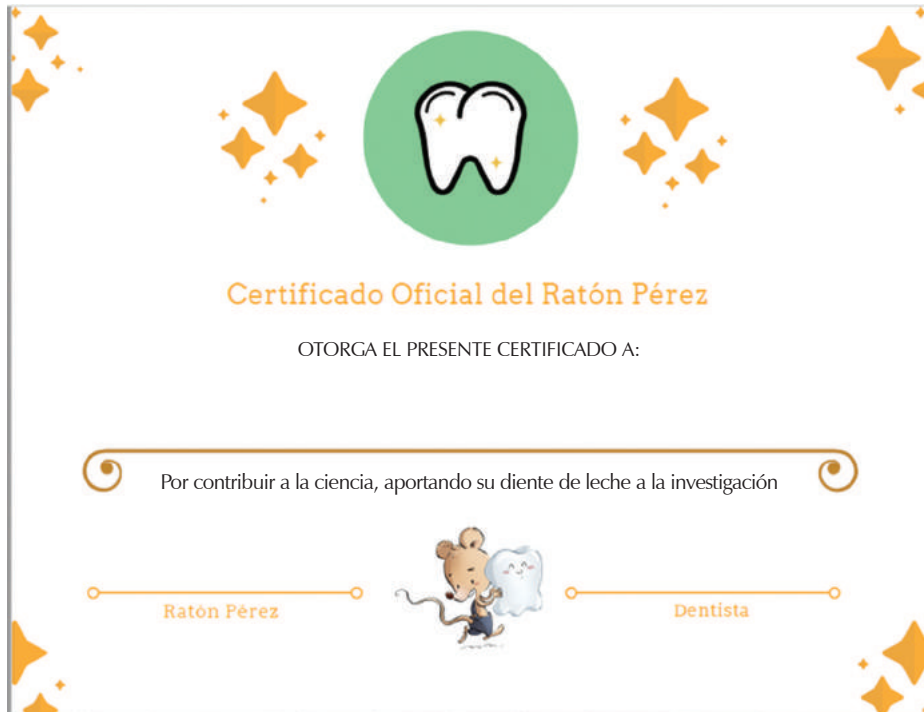 Certificado Oficial del Ratón Pérez
OTORGA EL PRESENTE CERTIFICADO A:
Por contribuir a la ciencia, aportando su diente de leche a la investigación
Ratón Pérez
Dentista